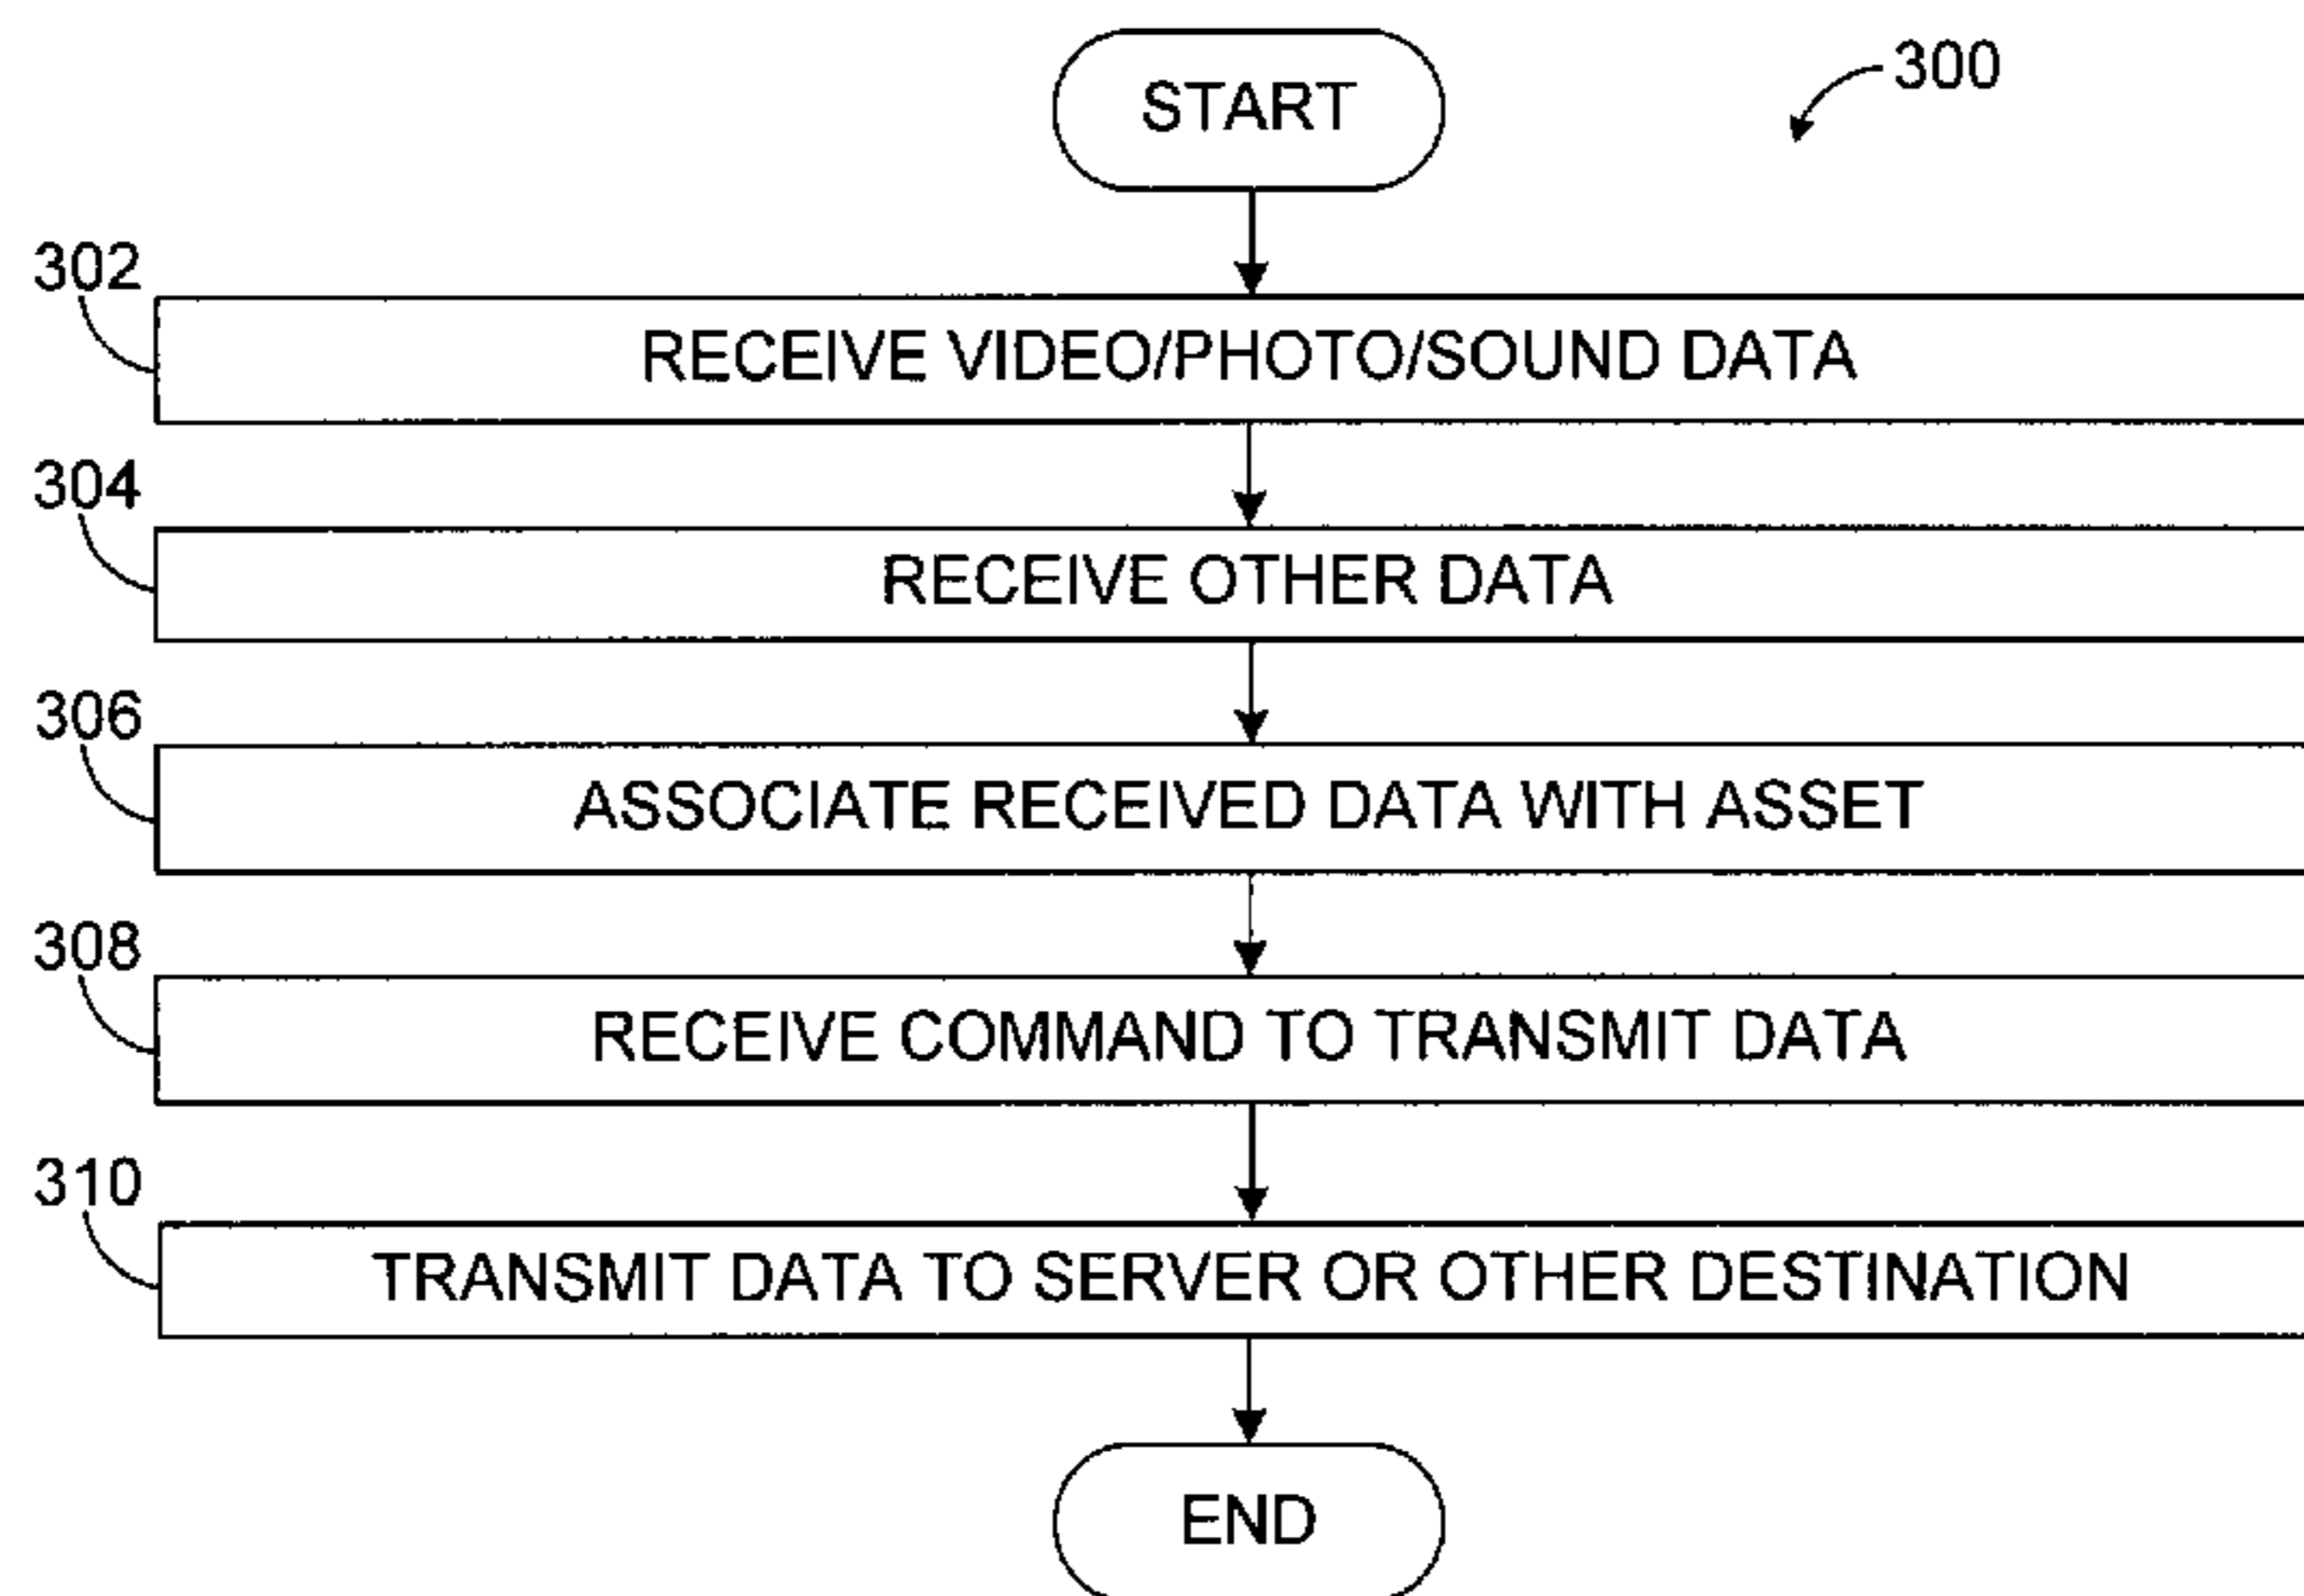 START
300
302
RECEIVE VIDEO/PHOTO/SOUND DATA
304
RECEIVE OTHER DATA
306
ASSOCIATE RECEIVED DATA WITH ASSET
308
RECEIVE COMMAND TO TRANSMIT DATA
310
TRANSMIT DATA TO SERVER OR OTHER DESTINATION
END